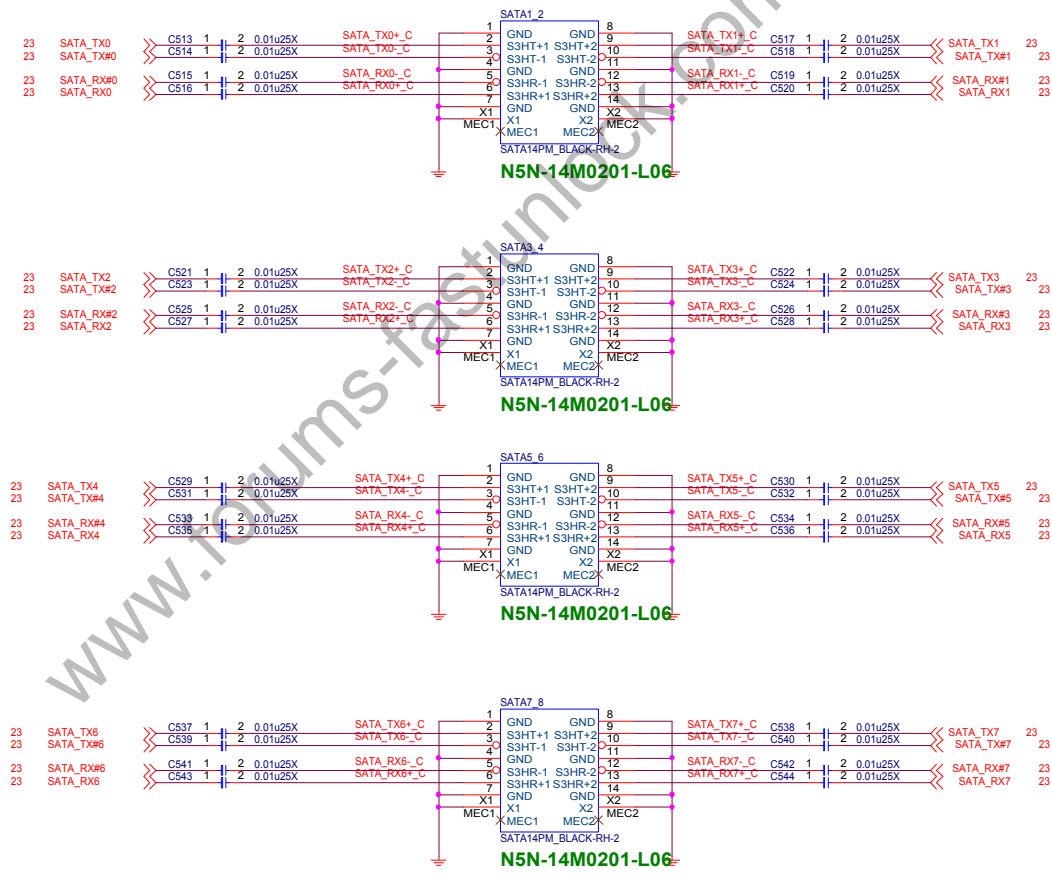 SATA1_2
23 SATA_TX0 C513 1 2 0.01u25X SATA_TX0+_C 1 GND GND 8 SATA_TX1+_C C517 1 2 0.01u25X SATA_TX1 23
23 SATA_TX#0 C514 1 2 0.01u25X SATA_TX0-_C 2 S3HT+1 S3HT+2 9 SATA_TX1-_C C518 1 2 0.01u25X SATA_TX#1 23
3 S3HT-1 S3HT-2 10
4 GND GND 11
23 SATA_RX#0 C515 1 2 0.01u25X SATA_RX0-_C 5 S3HR-1 S3HR-2 12 SATA_RX1-_C C519 1 2 0.01u25X SATA_RX#1 23
23 SATA_RX0 C516 1 2 0.01u25X SATA_RX0+_C 6 S3HR+1 S3HR+2 13 SATA_RX1+_C C520 1 2 0.01u25X SATA_RX1 23
7 GND GND 14
X1 X1 X2 X2
MEC1 MEC1 MEC2 MEC2
SATA14PM_BLACK-RH-2
N5N-14M0201-L06
SATA3_4
23 SATA_TX2 C521 1 2 0.01u25X SATA_TX2+_C 1 GND GND 8 SATA_TX3+_C C522 1 2 0.01u25X SATA_TX3 23
23 SATA_TX#2 C523 1 2 0.01u25X SATA_TX2-_C 2 S3HT+1 S3HT+2 9 SATA_TX3-_C C524 1 2 0.01u25X SATA_TX#3 23
3 S3HT-1 S3HT-2 10
4 GND GND 11
23 SATA_RX#2 C525 1 2 0.01u25X SATA_RX2-_C 5 S3HR-1 S3HR-2 12 SATA_RX3-_C C526 1 2 0.01u25X SATA_RX#3 23
23 SATA_RX2 C527 1 2 0.01u25X SATA_RX2+_C 6 S3HR+1 S3HR+2 13 SATA_RX3+_C C528 1 2 0.01u25X SATA_RX3 23
7 GND GND 14
X1 X1 X2 X2
MEC1 MEC1 MEC2 MEC2
SATA14PM_BLACK-RH-2
N5N-14M0201-L06
SATA5_6
23 SATA_TX4 C529 1 2 0.01u25X SATA_TX4+_C 1 GND GND 8 SATA_TX5+_C C530 1 2 0.01u25X SATA_TX5 23
23 SATA_TX#4 C531 1 2 0.01u25X SATA_TX4-_C 2 S3HT+1 S3HT+2 9 SATA_TX5-_C C532 1 2 0.01u25X SATA_TX#5 23
3 S3HT-1 S3HT-2 10
4 GND GND 11
23 SATA_RX#4 C533 1 2 0.01u25X SATA_RX4-_C 5 S3HR-1 S3HR-2 12 SATA_RX5-_C C534 1 2 0.01u25X SATA_RX#5 23
23 SATA_RX4 C535 1 2 0.01u25X SATA_RX4+_C 6 S3HR+1 S3HR+2 13 SATA_RX5+_C C536 1 2 0.01u25X SATA_RX5 23
7 GND GND 14
X1 X1 X2 X2
MEC1 MEC1 MEC2 MEC2
SATA14PM_BLACK-RH-2
N5N-14M0201-L06
SATA7_8
23 SATA_TX6 C537 1 2 0.01u25X SATA_TX6+_C 1 GND GND 8 SATA_TX7+_C C538 1 2 0.01u25X SATA_TX7 23
23 SATA_TX#6 C539 1 2 0.01u25X SATA_TX6-_C 2 S3HT+1 S3HT+2 9 SATA_TX7-_C C540 1 2 0.01u25X SATA_TX#7 23
3 S3HT-1 S3HT-2 10
4 GND GND 11
23 SATA_RX#6 C541 1 2 0.01u25X SATA_RX6-_C 5 S3HR-1 S3HR-2 12 SATA_RX7-_C C542 1 2 0.01u25X SATA_RX#7 23
23 SATA_RX6 C543 1 2 0.01u25X SATA_RX6+_C 6 S3HR+1 S3HR+2 13 SATA_RX7+_C C544 1 2 0.01u25X SATA_RX7 23
7 GND GND 14
X1 X1 X2 X2
MEC1 MEC1 MEC2 MEC2
SATA14PM_BLACK-RH-2
N5N-14M0201-L06
www.forums-fastunlock.com